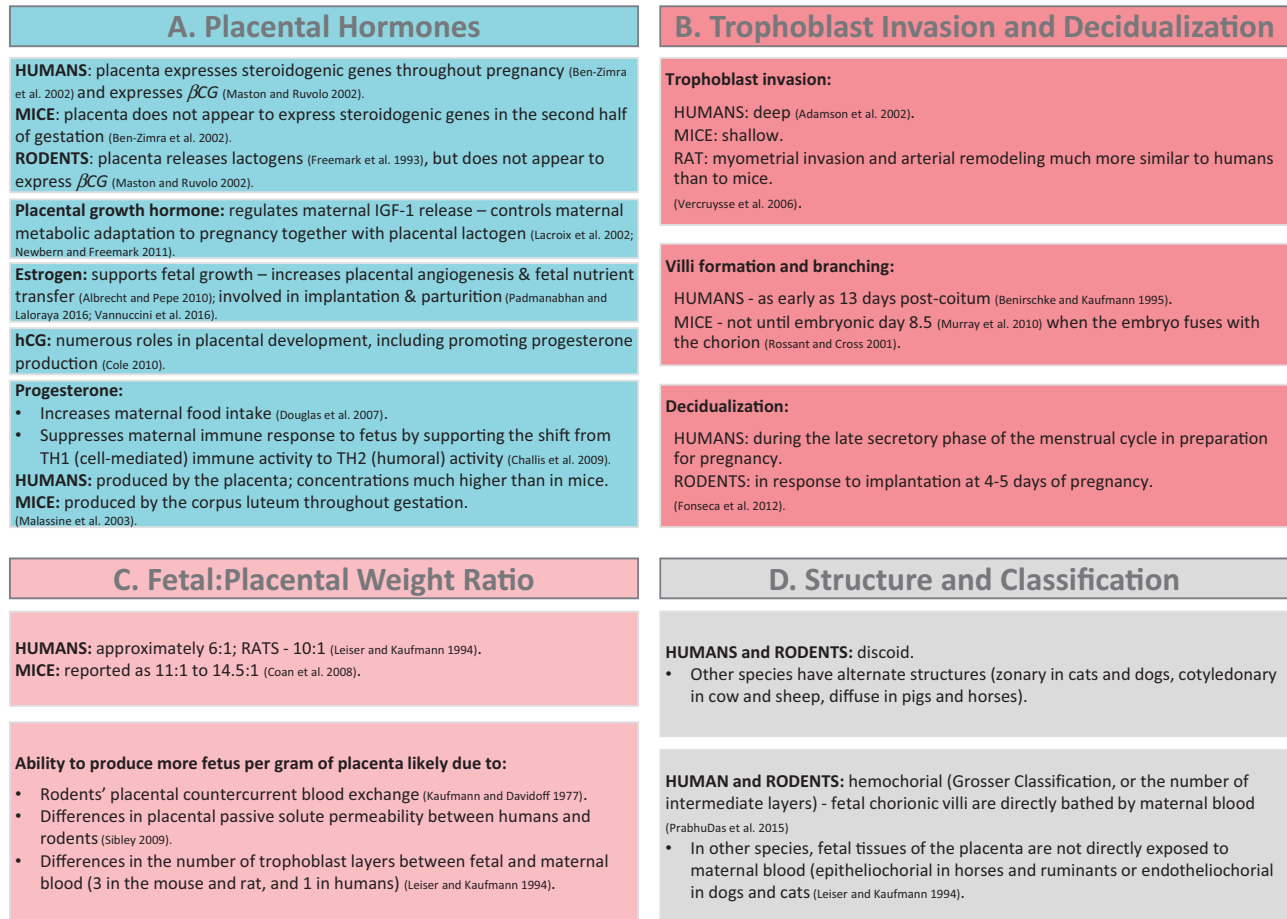 A. Placental Hormones
HUMANS: placenta expresses steroidogenic genes throughout pregnancy (Ben-Zimra
et al. 2002) and expresses βCG (Maston and Ruvolo 2002).
MICE: placenta does not appear to express steroidogenic genes in the second half
of gestation (Ben-Zimra et al. 2002).
RODENTS: placenta releases lactogens (Freemark et al. 1993), but does not appear to
express βCG (Maston and Ruvolo 2002).
Placental growth hormone: regulates maternal IGF-1 release – controls maternal
metabolic adaptation to pregnancy together with placental lactogen (Lacroix et al. 2002;
Newbern and Freemark 2011).
Estrogen: supports fetal growth – increases placental angiogenesis & fetal nutrient
transfer (Albrecht and Pepe 2010); involved in implantation & parturition (Padmanabhan and
Laloraya 2016; Vannuccini et al. 2016).
hCG: numerous roles in placental development, including promoting progesterone
production (Cole 2010).
Progesterone:
• Increases maternal food intake (Douglas et al. 2007).
• Suppresses maternal immune response to fetus by supporting the shift from
TH1 (cell-mediated) immune activity to TH2 (humoral) activity (Challis et al. 2009).
HUMANS: produced by the placenta; concentrations much higher than in mice.
MICE: produced by the corpus luteum throughout gestation.
(Malassine et al. 2003).
B. Trophoblast Invasion and Decidualization
Trophoblast invasion:
HUMANS: deep (Adamson et al. 2002).
MICE: shallow.
RAT: myometrial invasion and arterial remodeling much more similar to humans
than to mice.
(Vercruysse et al. 2006).
Villi formation and branching:
HUMANS - as early as 13 days post-coitum (Benirschke and Kaufmann 1995).
MICE - not until embryonic day 8.5 (Murray et al. 2010) when the embryo fuses with
the chorion (Rossant and Cross 2001).
Decidualization:
HUMANS: during the late secretory phase of the menstrual cycle in preparation
for pregnancy.
RODENTS: in response to implantation at 4-5 days of pregnancy.
(Fonseca et al. 2012).
C. Fetal:Placental Weight Ratio
HUMANS: approximately 6:1; RATS - 10:1 (Leiser and Kaufmann 1994).
MICE: reported as 11:1 to 14.5:1 (Coan et al. 2008).
Ability to produce more fetus per gram of placenta likely due to:
• Rodents’ placental countercurrent blood exchange (Kaufmann and Davidoff 1977).
• Differences in placental passive solute permeability between humans and
rodents (Sibley 2009).
• Differences in the number of trophoblast layers between fetal and maternal
blood (3 in the mouse and rat, and 1 in humans) (Leiser and Kaufmann 1994).
D. Structure and Classification
HUMANS and RODENTS: discoid.
• Other species have alternate structures (zonary in cats and dogs, cotyledonary
in cow and sheep, diffuse in pigs and horses).
HUMAN and RODENTS: hemochorial (Grosser Classification, or the number of
intermediate layers) - fetal chorionic villi are directly bathed by maternal blood
(PrabhuDas et al. 2015)
• In other species, fetal tissues of the placenta are not directly exposed to
maternal blood (epitheliochorial in horses and ruminants or endotheliochorial
in dogs and cats (Leiser and Kaufmann 1994).